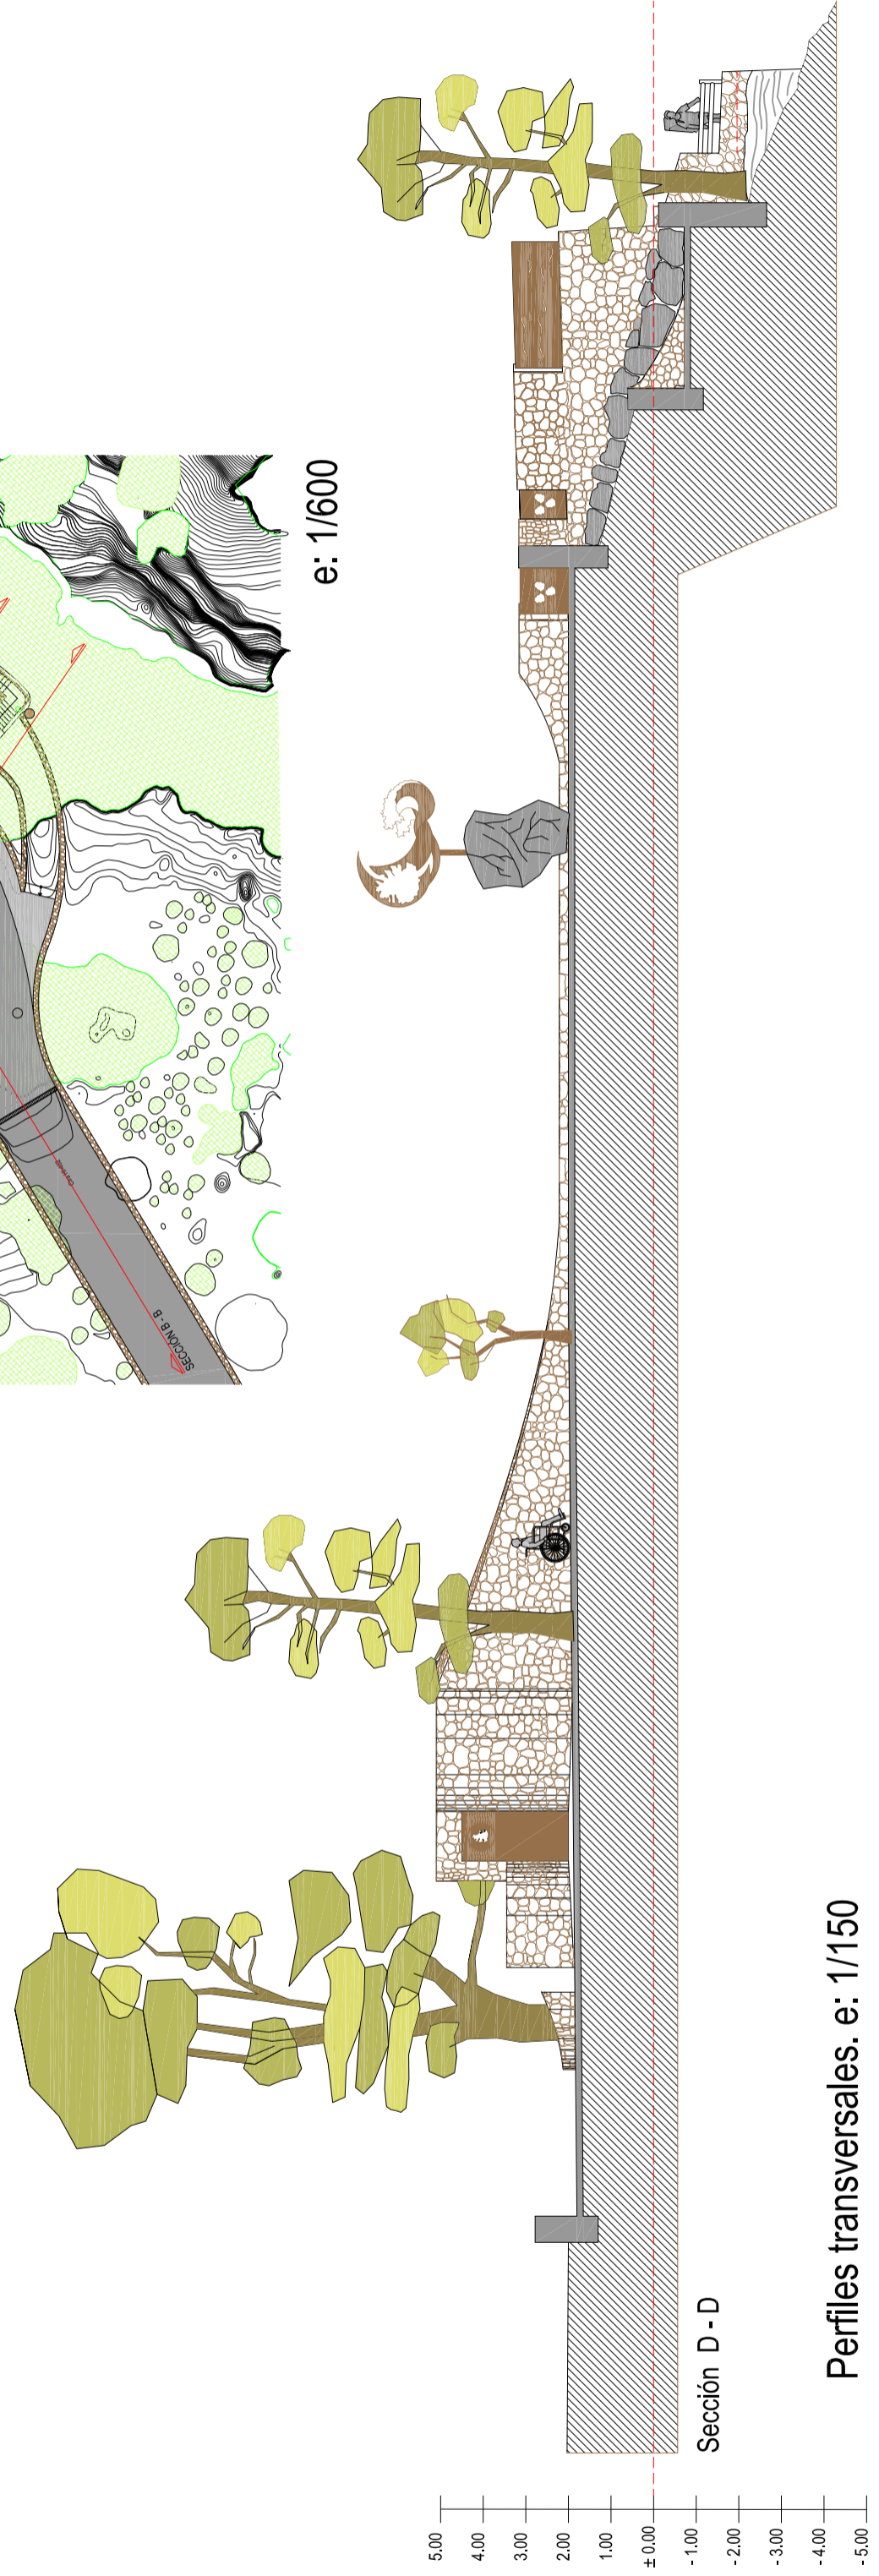 e: 1/600
SECCION B - B
5.00
4.00
3.00
2.00
1.00
± 0.00
- 1.00
- 2.00
- 3.00
- 4.00
- 5.00
Sección D - D
Perfiles transversales. e: 1/150